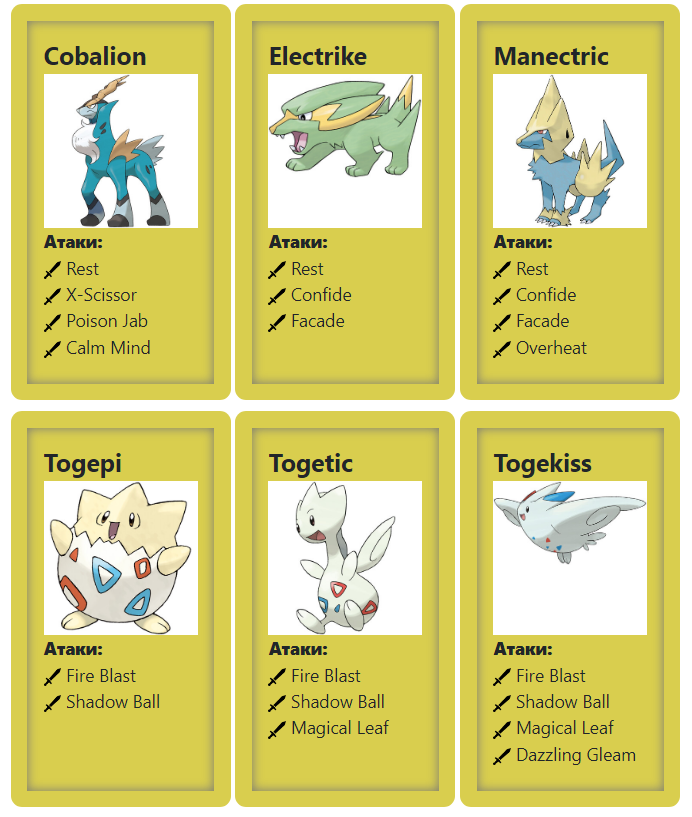 Cobalion
Атаки:
Rest
X-Scissor
Poison Jab
Calm Mind
Electrike
Атаки:
Rest
Confide
Facade
Manectric
Атаки:
Rest
Confide
Facade
Overheat
Togepi
Атаки:
Fire Blast
Shadow Ball
Togetic
Атаки:
Fire Blast
Shadow Ball
Magical Leaf
Togekiss
Атаки:
Fire Blast
Shadow Ball
Magical Leaf
Dazzling Gleam